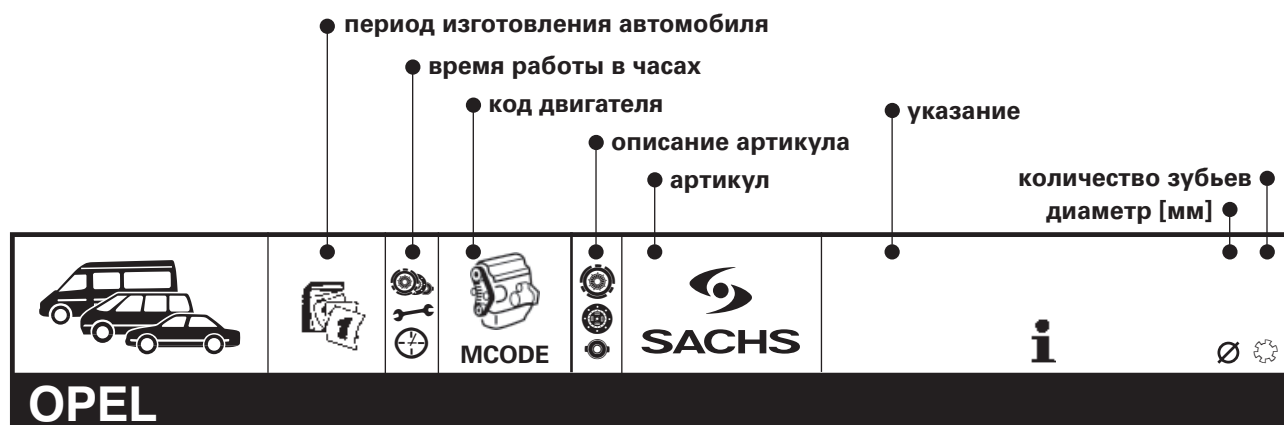 период изготовления автомобиля
время работы в часах
код двигателя
указание
описание артикула
артикул
количество зубьев
диаметр [мм]
1
MCODE
SACHS
i
Ø
OPEL